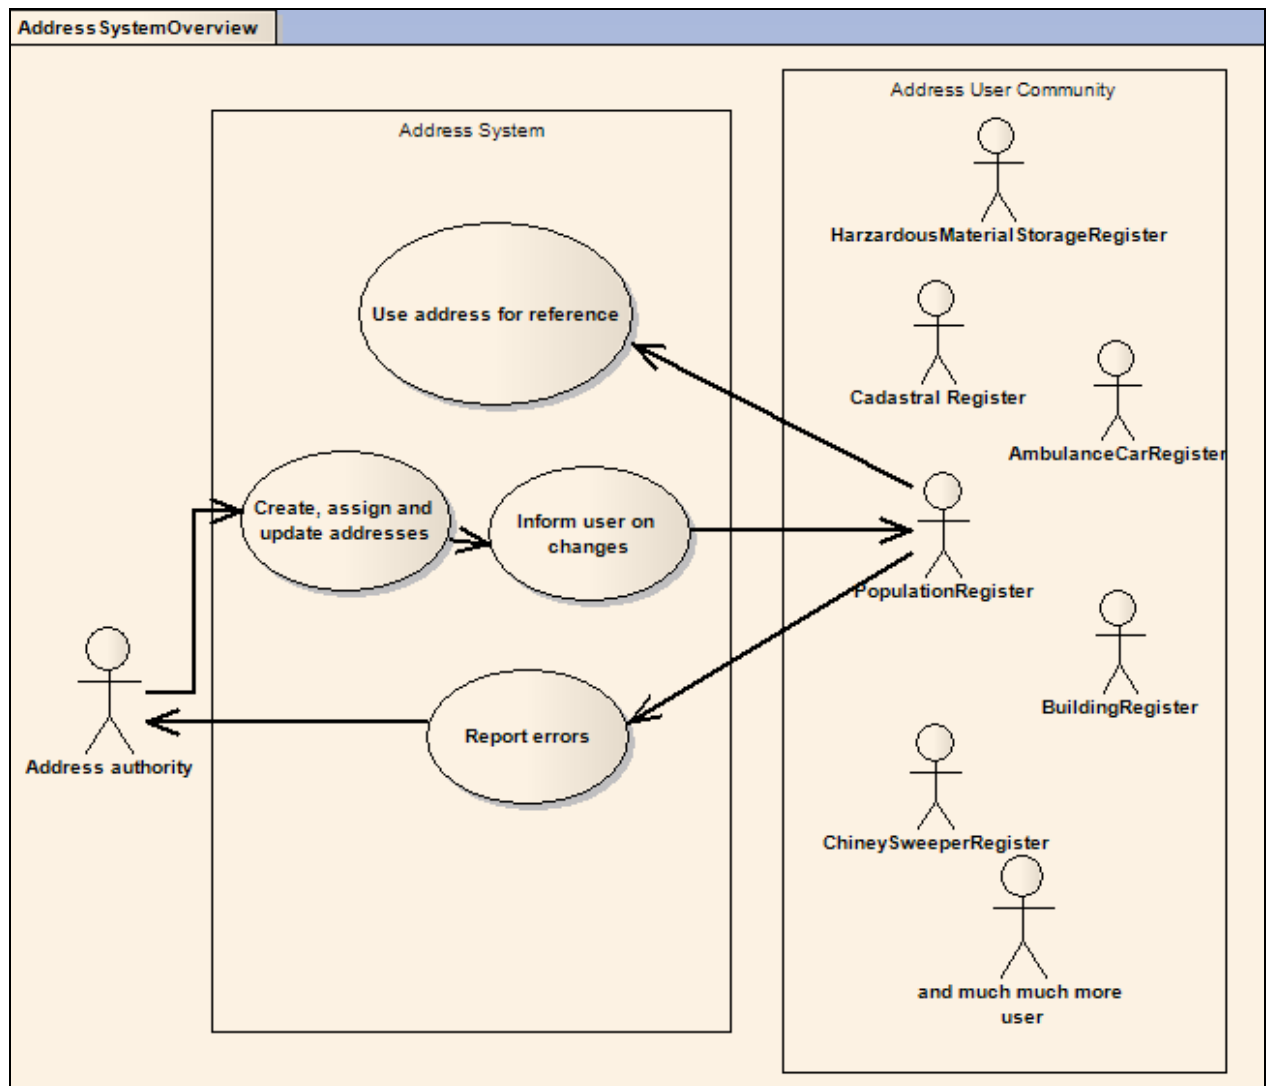 AddressSystemOverview
Address User Community
Address System
HarzardousMaterialStorageRegister
Use address for reference
Cadastral Register
AmbulanceCarRegister
Create, assign and
update addresses
Inform user on
changes
PopulationRegister
BuildingRegister
Report errors
Address authority
ChineySweeperRegister
and much much more
user